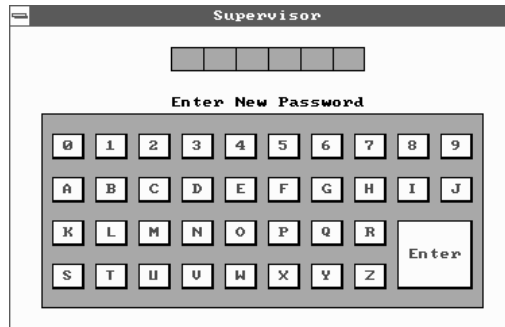 Supervisor
Enter New Password
0 1 2 3 4 5 6 7 8 9
A B C D E F G H I J
K L M N O P Q R
Enter
S T U V W X Y Z